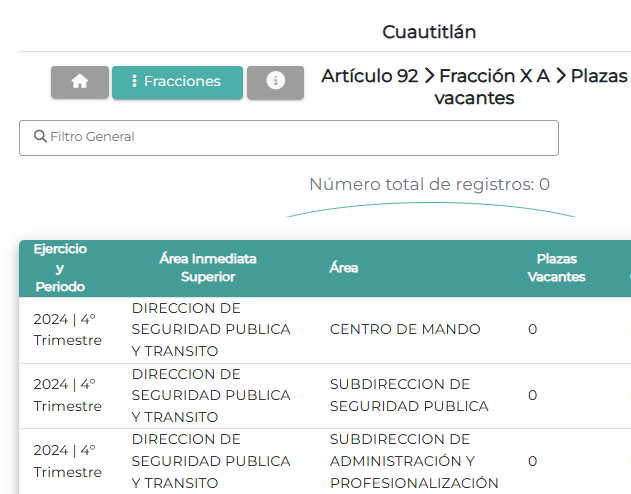 Cuautitlán
Fracciones
Artículo 92 > Fracción X A > Plazas
vacantes
Filtro General
Número total de registros: 0
Ejercicio
y
Periodo
Área Inmediata
Superior
Área
Plazas
Vacantes
2024 | 4°
Trimestre
DIRECCION DE
SEGURIDAD PUBLICA
Y TRANSITO
CENTRO DE MANDO
0
2024 | 4°
Trimestre
DIRECCION DE
SEGURIDAD PUBLICA
Y TRANSITO
SUBDIRECCION DE
SEGURIDAD PUBLICA
0
2024 | 4°
Trimestre
DIRECCION DE
SEGURIDAD PUBLICA
Y TRANSITO
SUBDIRECCION DE
ADMINISTRACIÓN Y
PROFESIONALIZACIÓN
0